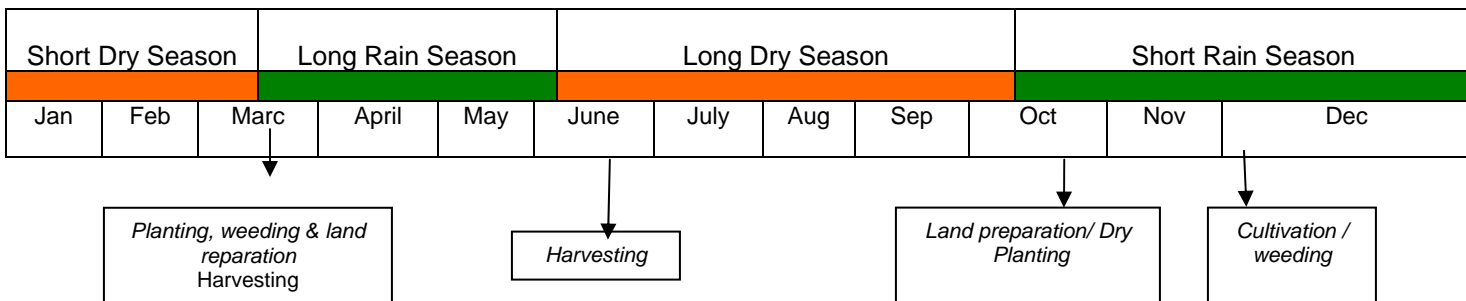 Short Dry Season Long Rain Season Long Dry Season Short Rain Season
Jan Feb Marc April May June July Aug Sep Oct Nov Dec
Planting, weeding & land
reparation
Harvesting
Harvesting
Land preparation/ Dry
Planting
Cultivation /
weeding